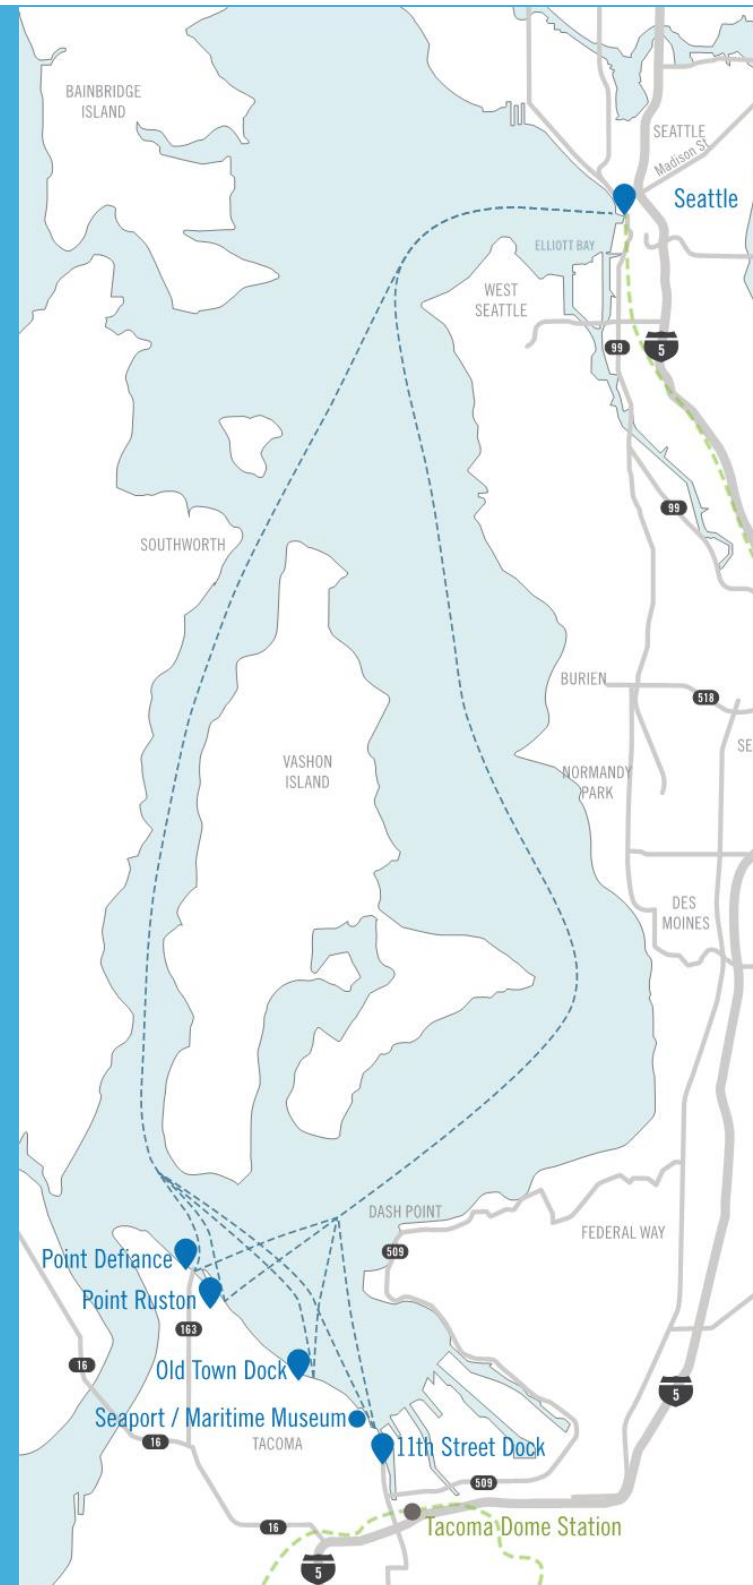 BAINBRIDGE
ISLAND
SEATTLE
Madison St
Seattle
ELLIOTT BAY
WEST
SEATTLE
99
5
99
SOUTHWORTH
BURIEN
518
SE
VASHON
ISLAND
NORMANDY
PARK
DES
MOINES
DASH POINT
FEDERAL WAY
509
Point Defiance
Point Ruston
163
16
Old Town Dock
5
Seaport / Maritime Museum
16
TACOMA
11th Street Dock
509
16
Tacoma Dome Station
5